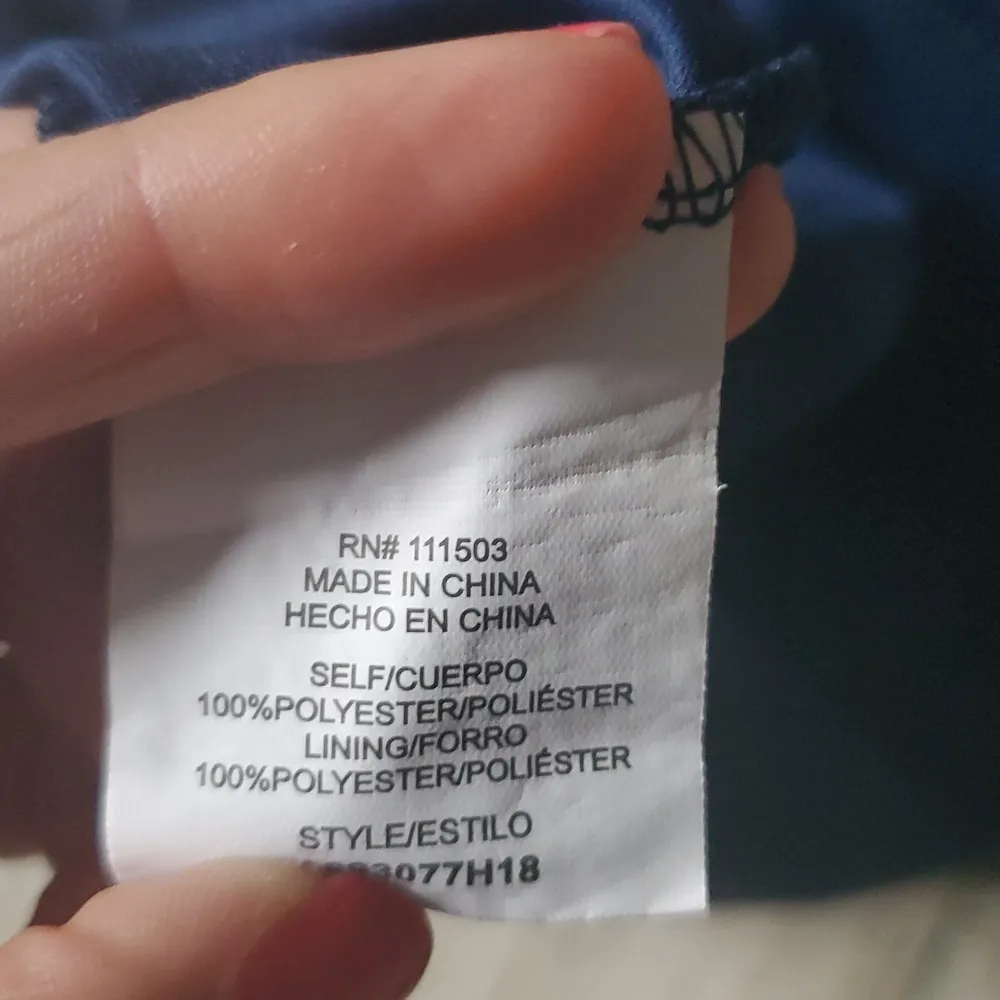 RN# 111503
MADE IN CHINA
HECHO EN CHINA
SELF/CUERPO
100%POLYESTER/POLIÉSTER
LINING/FORRO
100%POLYESTER/POLIÉSTER
STYLE/ESTILO